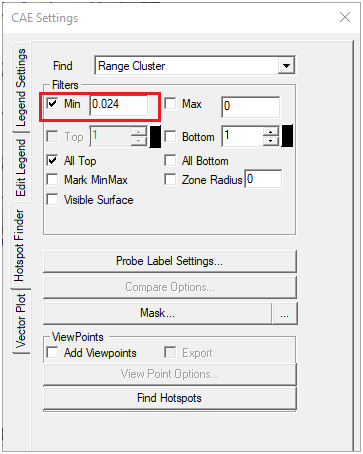 CAE Settings
Legend Settings
Edit Legend
Hotspot Finder
Vector Plot
Find Range Cluster
Filters
Min 0.024 Max 0
Top 1 Bottom 1
All Top All Bottom
Mark MinMax Zone Radius 0
Visible Surface
Probe Label Settings...
Compare Options...
Mask... ...
ViewPoints
Add Viewpoints Export
View Point Options...
Find Hotspots